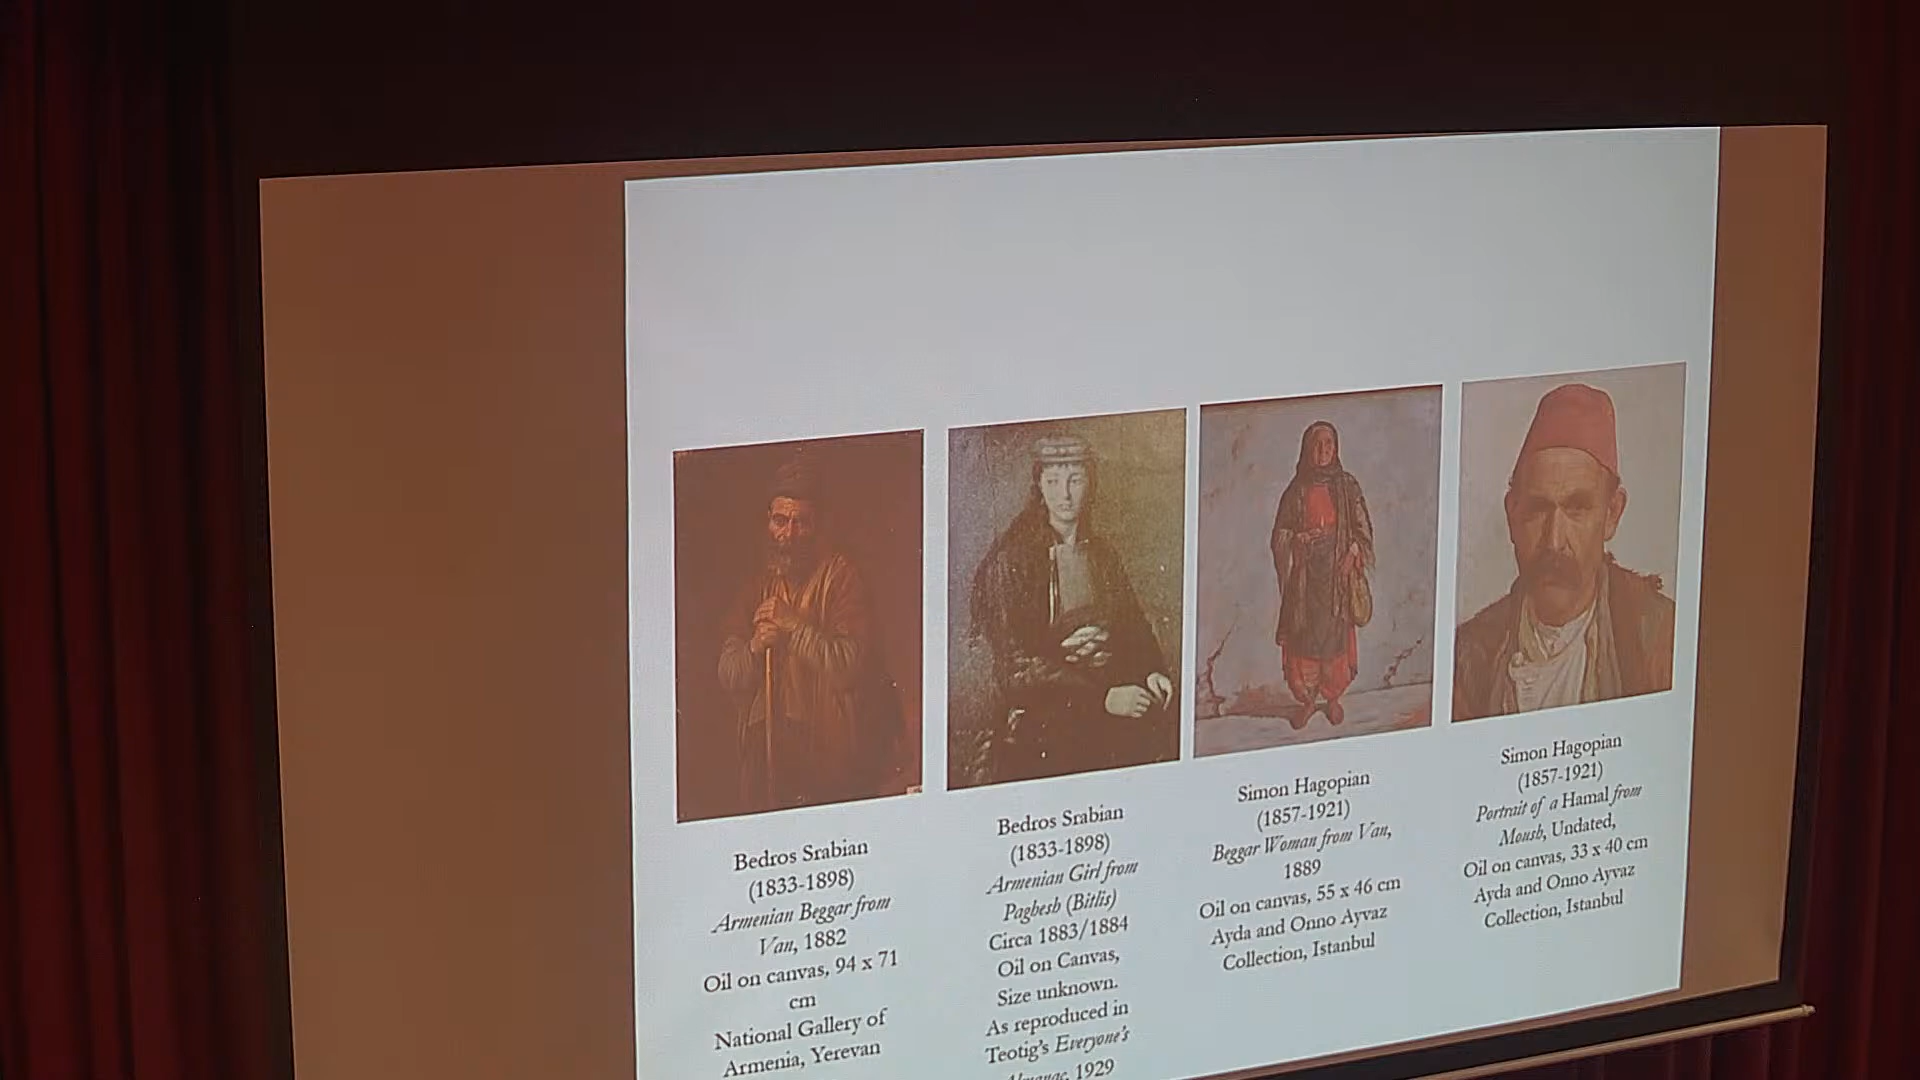 Bedros Srabian
(1833-1898)
Armenian Beggar from
Van, 1882
Oil on canvas, 94 x 71
cm
National Gallery of
Armenia, Yerevan
Bedros Srabian
(1833-1898)
Armenian Girl from
Paghesh (Bitlis)
Circa 1883/1884
Oil on Canvas,
Size unknown.
As reproduced in
Teotig's Everyone's
Almanac, 1929
Simon Hagopian
(1857-1921)
Beggar Woman from Van,
1889
Oil on canvas, 55 x 46 cm
Ayda and Onno Ayvaz
Collection, Istanbul
Simon Hagopian
(1857-1921)
Portrait of a Hamal from
Moush, Undated,
Oil on canvas, 33 x 40 cm
Ayda and Onno Ayvaz
Collection, Istanbul